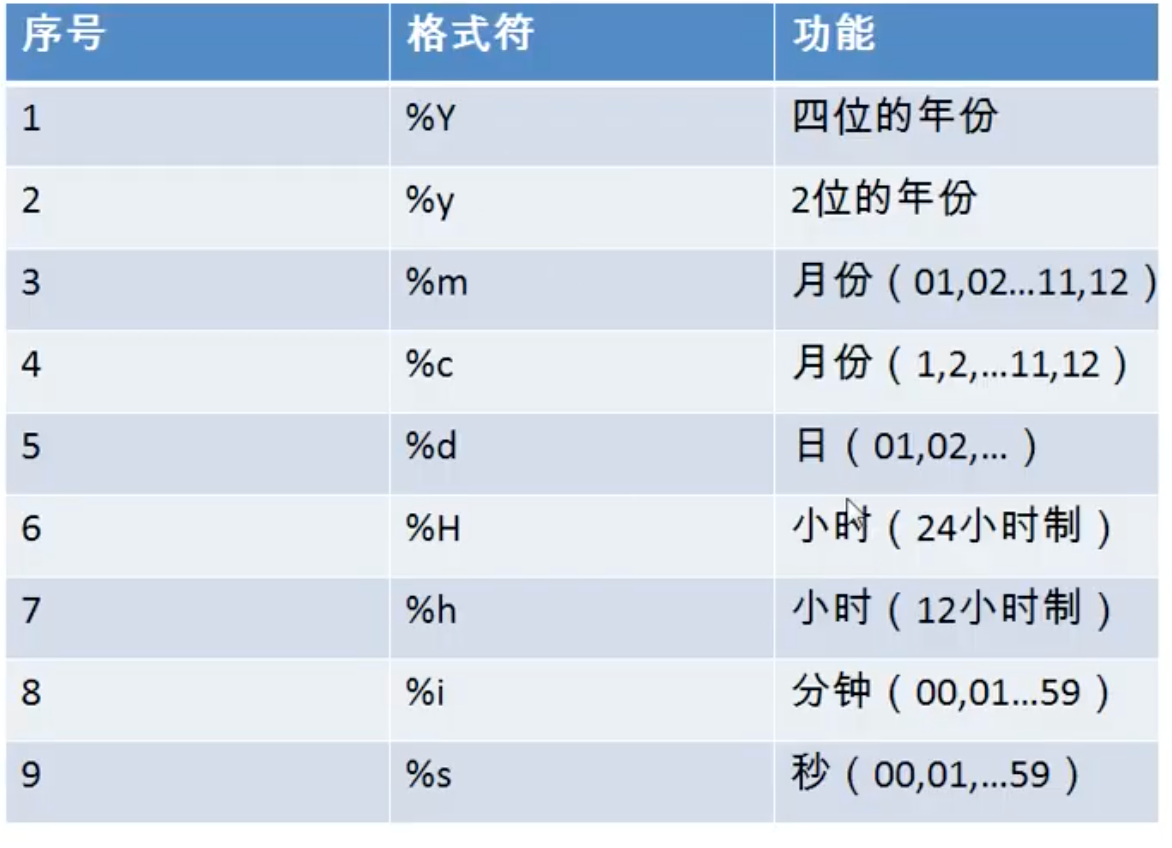 序号 格式符 功能
1 %Y 四位的年份
2 %y 2位的年份
3 %m 月份（01,02…11,12）
4 %c 月份（1,2,…11,12）
5 %d 日（01,02,…）
6 %H 小时（24小时制）
7 %h 小时（12小时制）
8 %i 分钟（00,01…59）
9 %s 秒（00,01,…59）